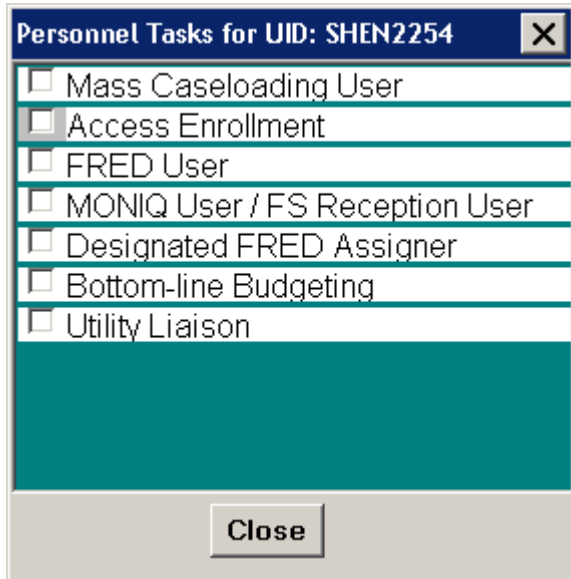 Personnel Tasks for UID: SHEN2254
Mass Caseloading User
Access Enrollment
FRED User
MONIQ User / FS Reception User
Designated FRED Assigner
Bottom-line Budgeting
Utility Liaison
Close